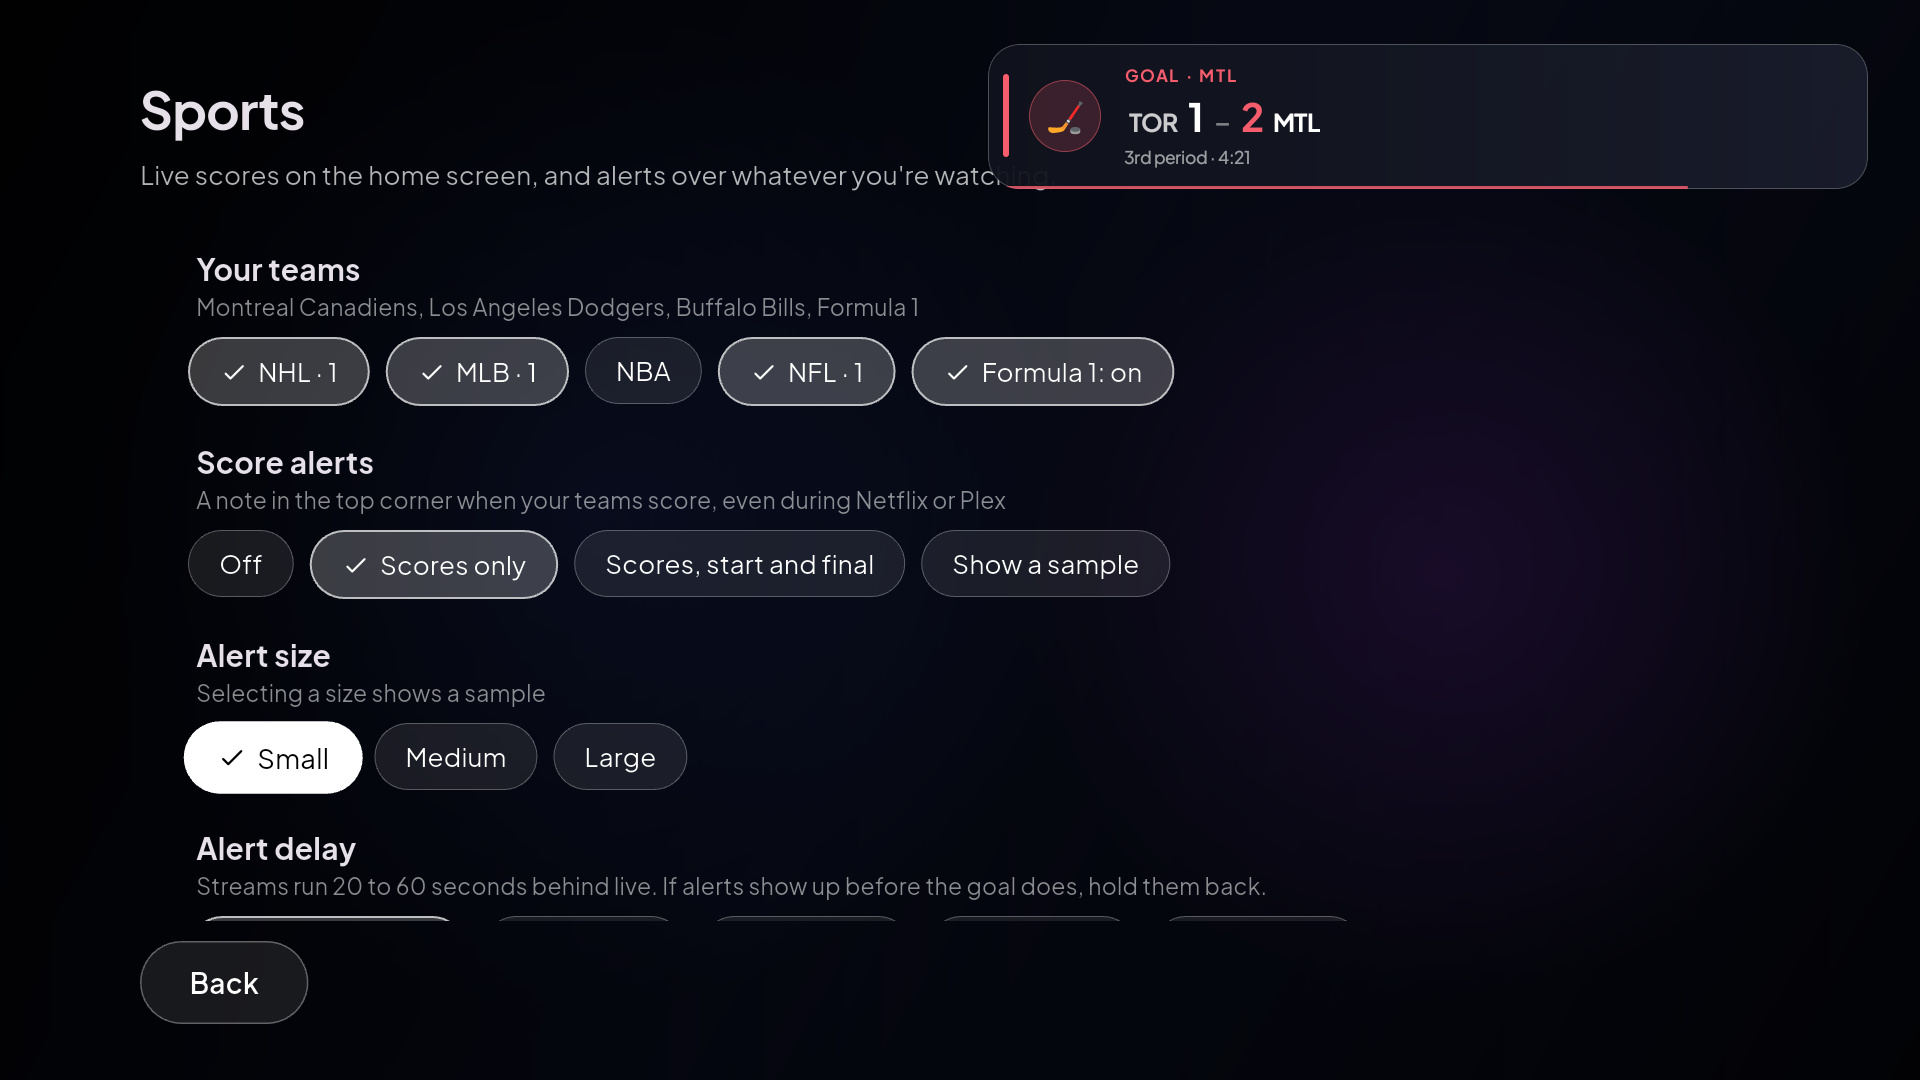 GOAL · MTL
TOR 1 – 2 MTL
3rd period · 4:21
Sports
Live scores on the home screen, and alerts over whatever you're watching.
Your teams
Montreal Canadiens, Los Angeles Dodgers, Buffalo Bills, Formula 1
NHL · 1 MLB · 1 NBA NFL · 1 Formula 1: on
Score alerts
A note in the top corner when your teams score, even during Netflix or Plex
Off Scores only Scores, start and final Show a sample
Alert size
Selecting a size shows a sample
Small Medium Large
Alert delay
Streams run 20 to 60 seconds behind live. If alerts show up before the goal does, hold them back.
Back